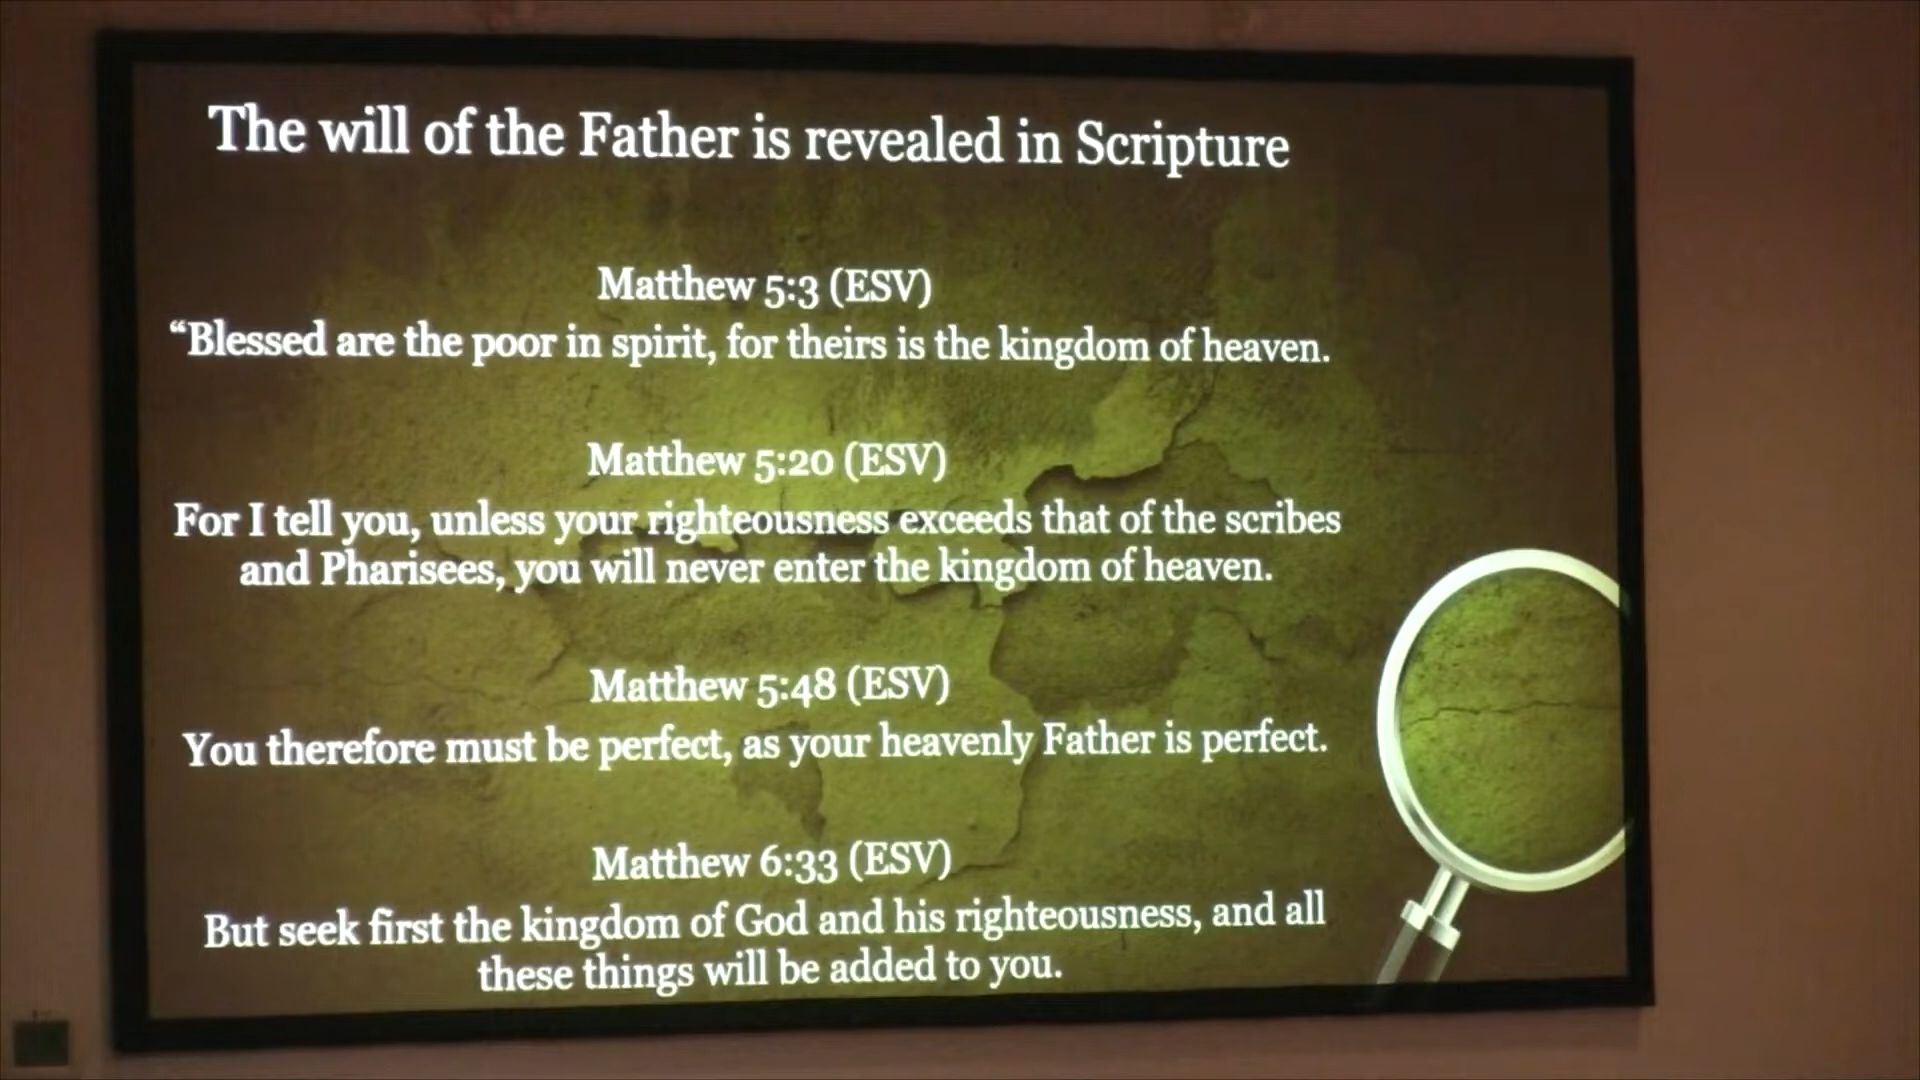 The will of the Father is revealed in Scripture
Matthew 5:3 (ESV)
“Blessed are the poor in spirit, for theirs is the kingdom of heaven.
Matthew 5:20 (ESV)
For I tell you, unless your righteousness exceeds that of the scribes
and Pharisees, you will never enter the kingdom of heaven.
Matthew 5:48 (ESV)
You therefore must be perfect, as your heavenly Father is perfect.
Matthew 6:33 (ESV)
But seek first the kingdom of God and his righteousness, and all
these things will be added to you.